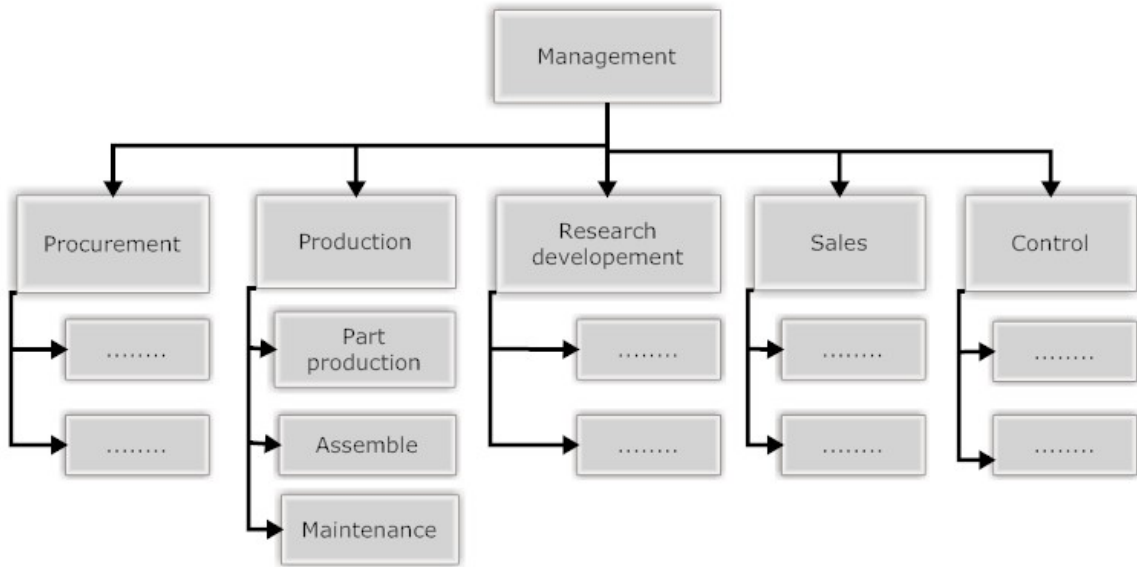 Management
Procurement
Production
Research
developement
Sales
Control
........
Part
production
........
........
........
........
Assemble
........
........
........
Maintenance